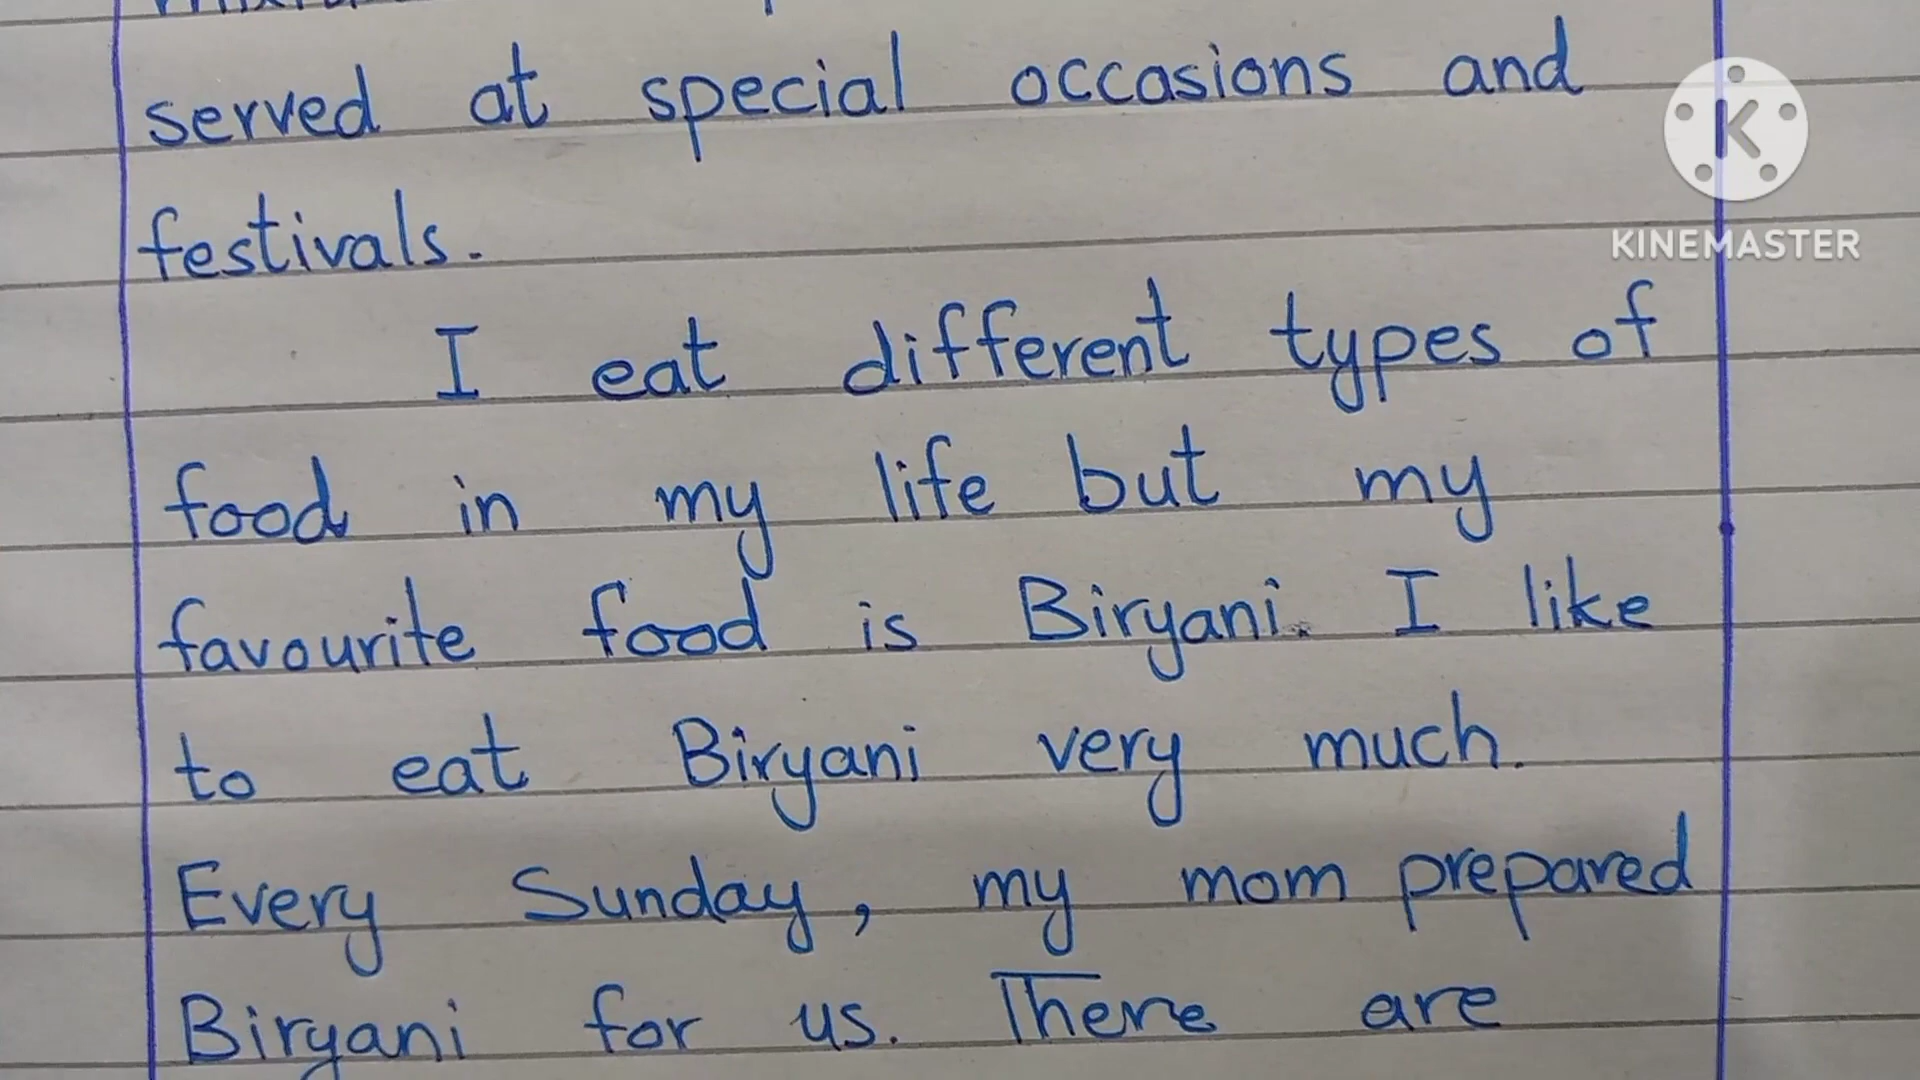 served at special occasions and
festivals.
I eat different types of
food in my life but my
favourite food is Biryani. I like
to eat Biryani very much.
Every Sunday, my mom prepared
Biryani for us. There are
KINEMASTER